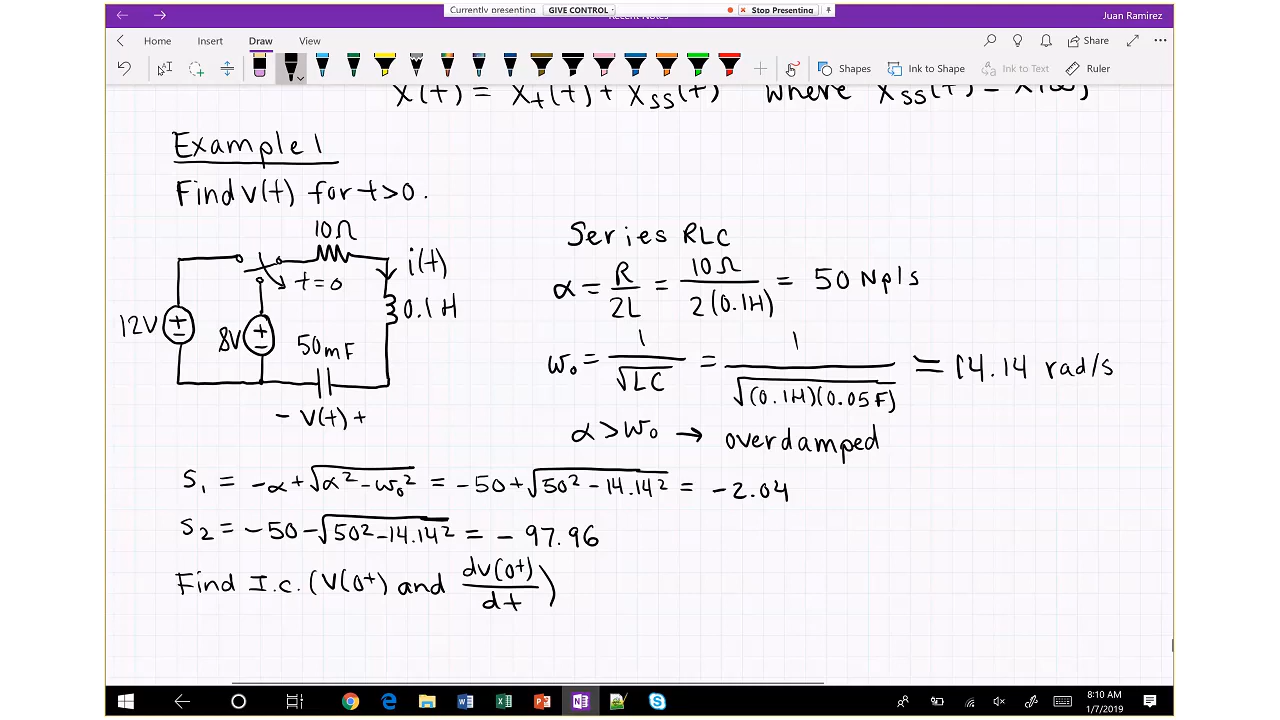 Currently presenting GIVE CONTROL Stop Presenting
Recent Notes Juan Ramirez
Home Insert Draw View Share
Shapes Ink to Shape Ink to Text Ruler
X(t) = X_t(t) + X_ss(t) where X_ss(t) = X(∞)
Example 1
Find v(t) for t>0.
10Ω
i(t)
t=0
0.1H
12V
8V
50mF
- V(t) +
Series RLC
α = R/2L = 10Ω/2(0.1H) = 50 Np/s
ω₀ = 1/√LC = 1/√(0.1H)(0.05F) = 14.14 rad/s
α > ω₀ → overdamped
S₁ = -α + √α² - ω₀² = -50 + √50² - 14.14² = -2.04
S₂ = -50 - √50² - 14.14² = -97.96
Find I.C. (V(0⁺) and dv(0⁺)/dt)
8:10 AM
1/7/2019